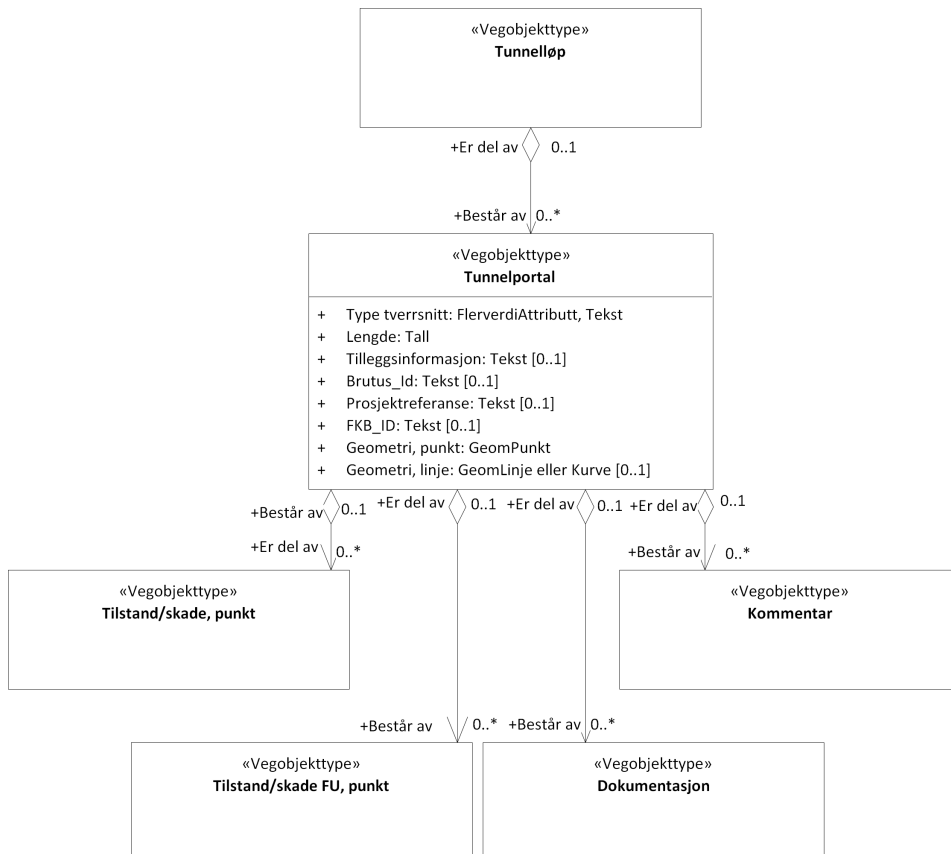 «Vegobjekttype»
Tunnelløp
+Er del av 0..1
+Består av 0..*
«Vegobjekttype»
Tunnelportal
+ Type tverrsnitt: FlerverdiAttributt, Tekst
+ Lengde: Tall
+ Tilleggsinformasjon: Tekst [0..1]
+ Brutus_Id: Tekst [0..1]
+ Prosjektreferanse: Tekst [0..1]
+ FKB_ID: Tekst [0..1]
+ Geometri, punkt: GeomPunkt
+ Geometri, linje: GeomLinje eller Kurve [0..1]
+Består av 0..1 +Er del av 0..1 +Er del av 0..1 +Er del av 0..1
+Er del av 0..* +Består av 0..*
«Vegobjekttype»
Tilstand/skade, punkt
«Vegobjekttype»
Kommentar
+Består av 0..* +Består av 0..*
«Vegobjekttype»
Tilstand/skade FU, punkt
«Vegobjekttype»
Dokumentasjon